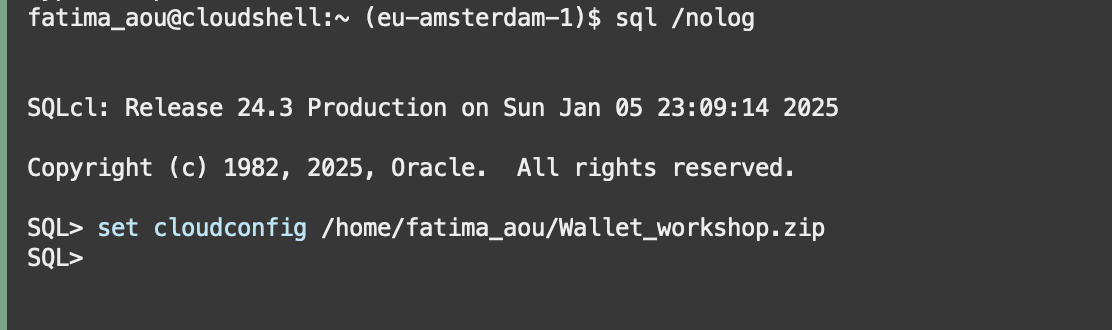 fatima_aou@cloudshell:~ (eu-amsterdam-1)$ sql /nolog
SQLcl: Release 24.3 Production on Sun Jan 05 23:09:14 2025
Copyright (c) 1982, 2025, Oracle.  All rights reserved.
SQL> set cloudconfig /home/fatima_aou/Wallet_workshop.zip
SQL>